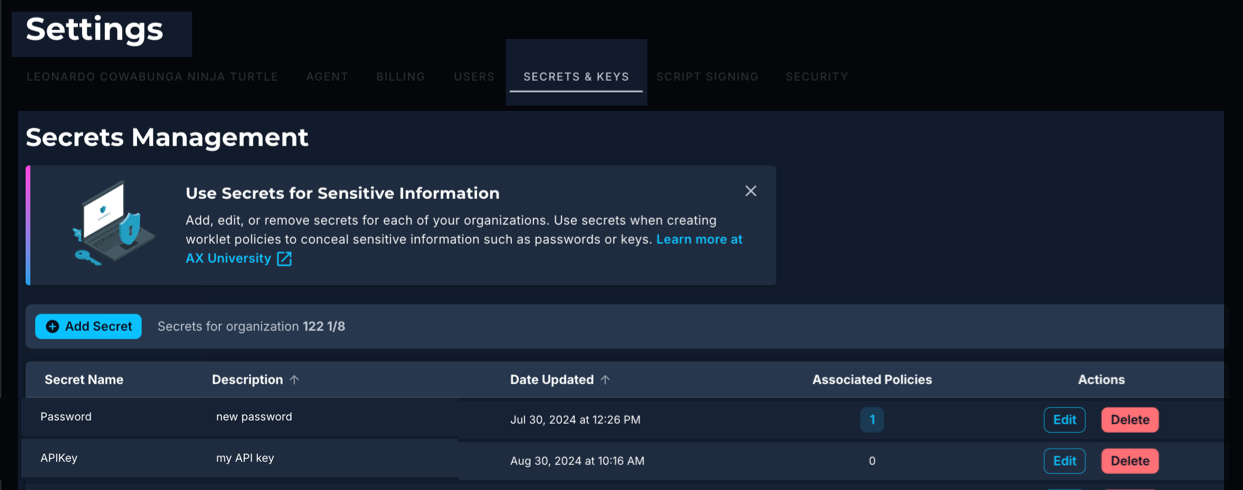 Settings
LEONARDO COWABUNGA NINJA TURTLE AGENT BILLING USERS SECRETS & KEYS SCRIPT SIGNING SECURITY
Secrets Management
Use Secrets for Sensitive Information
Add, edit, or remove secrets for each of your organizations. Use secrets when creating
worklet policies to conceal sensitive information such as passwords or keys. Learn more at
AX University
Add Secret Secrets for organization 122 1/8
Secret Name Description Date Updated Associated Policies Actions
Password new password Jul 30, 2024 at 12:26 PM 1 Edit Delete
APIKey my API key Aug 30, 2024 at 10:16 AM 0 Edit Delete